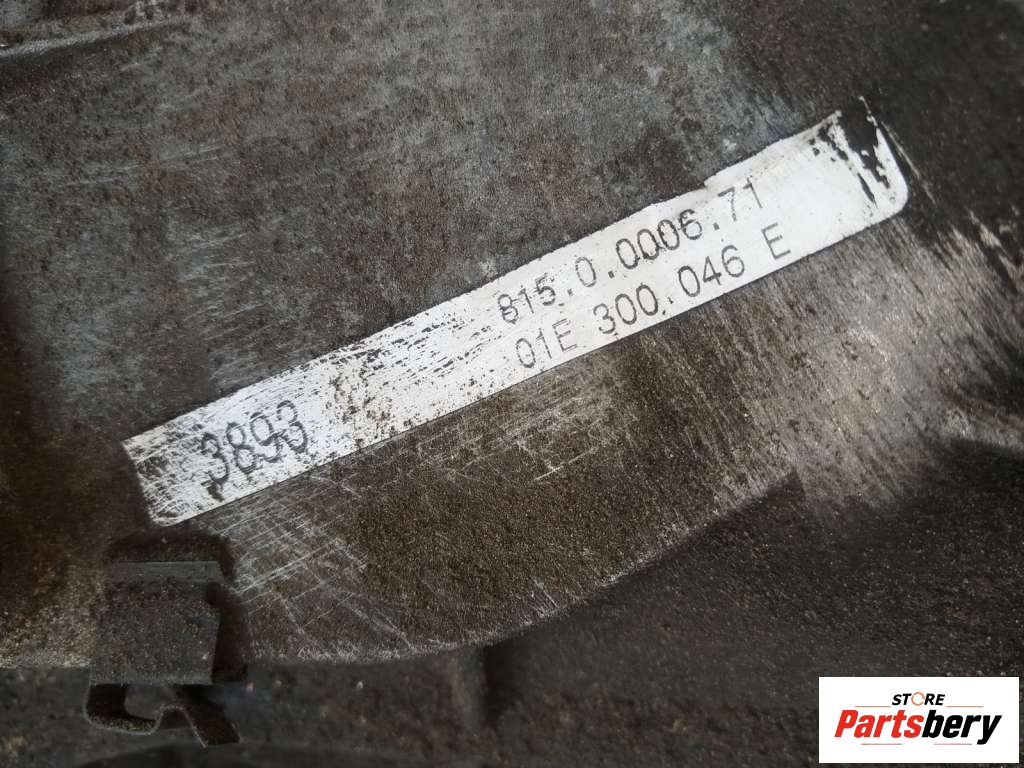 815.0.0006.71
01E 300.046 E
3893
STORE
Partsbery